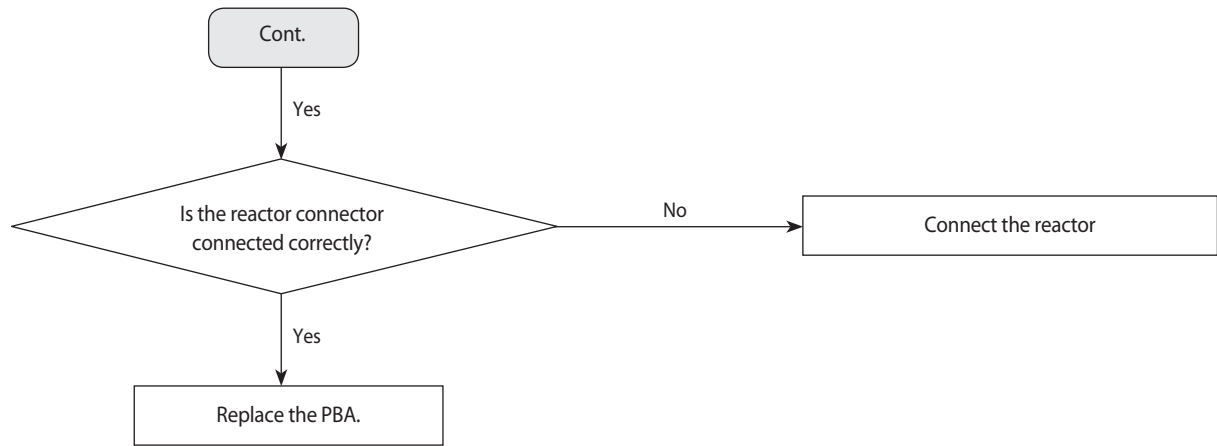 Cont.
Yes
Is the reactor connector
connected correctly?
No
Connect the reactor
Yes
Replace the PBA.